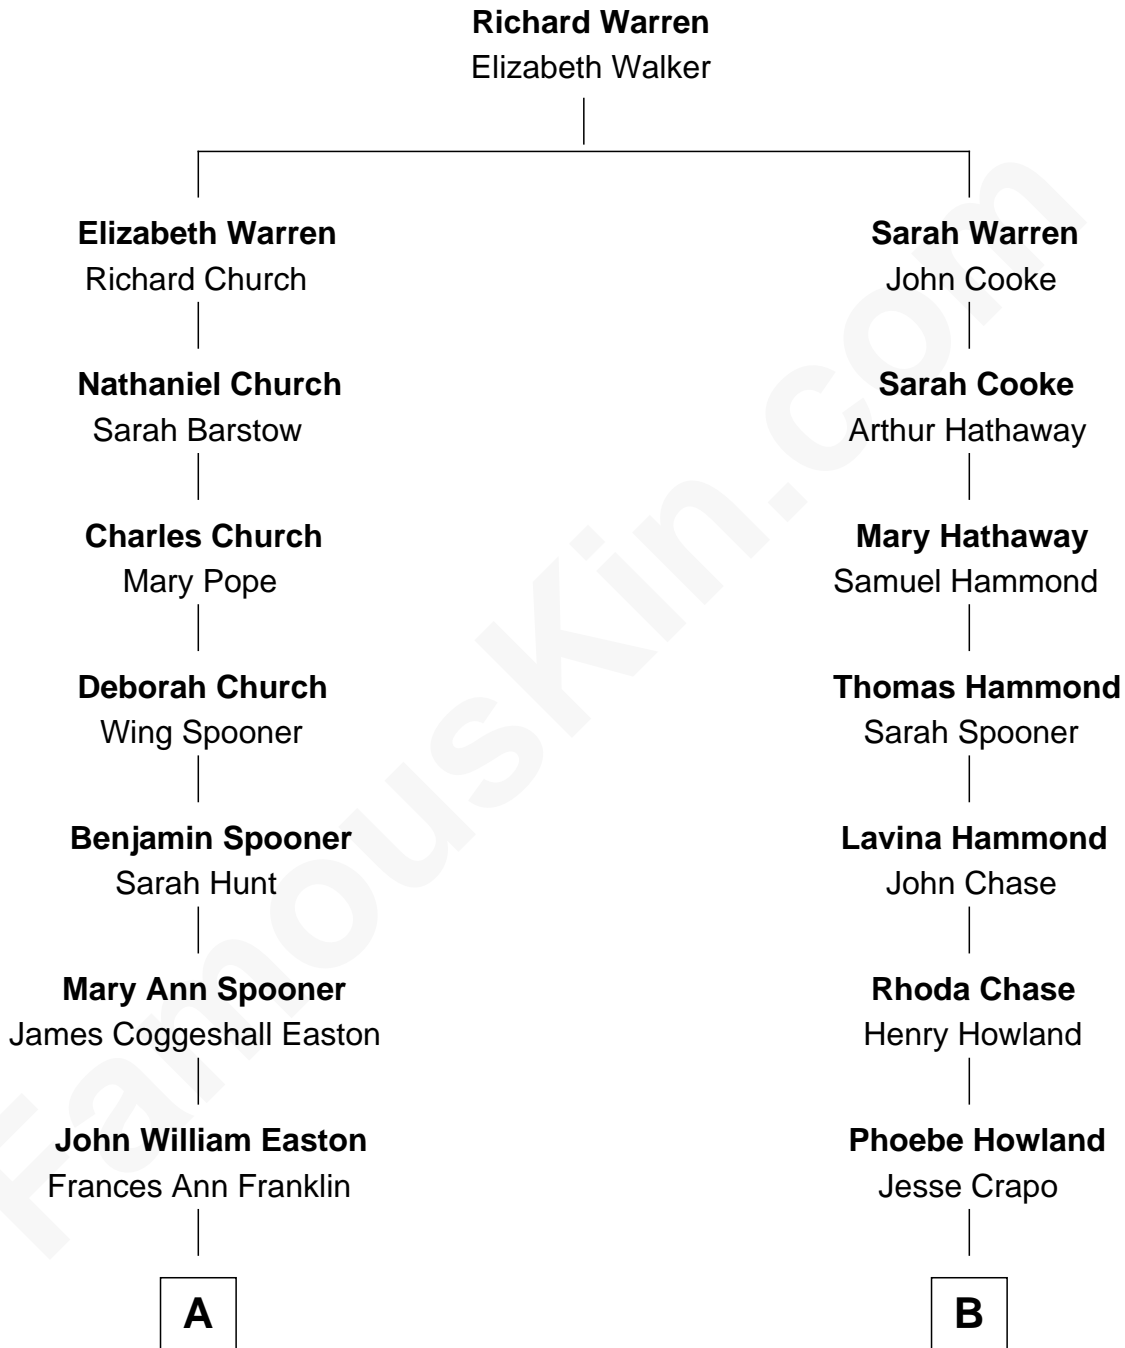 Richard Warren
Elizabeth Walker
Elizabeth Warren
Richard Church
Sarah Warren
John Cooke
Nathaniel Church
Sarah Barstow
Sarah Cooke
Arthur Hathaway
Charles Church
Mary Pope
Mary Hathaway
Samuel Hammond
Deborah Church
Wing Spooner
Thomas Hammond
Sarah Spooner
Benjamin Spooner
Sarah Hunt
Lavina Hammond
John Chase
Mary Ann Spooner
James Coggeshall Easton
Rhoda Chase
Henry Howland
John William Easton
Frances Ann Franklin
Phoebe Howland
Jesse Crapo
A
B
FamousKin.com